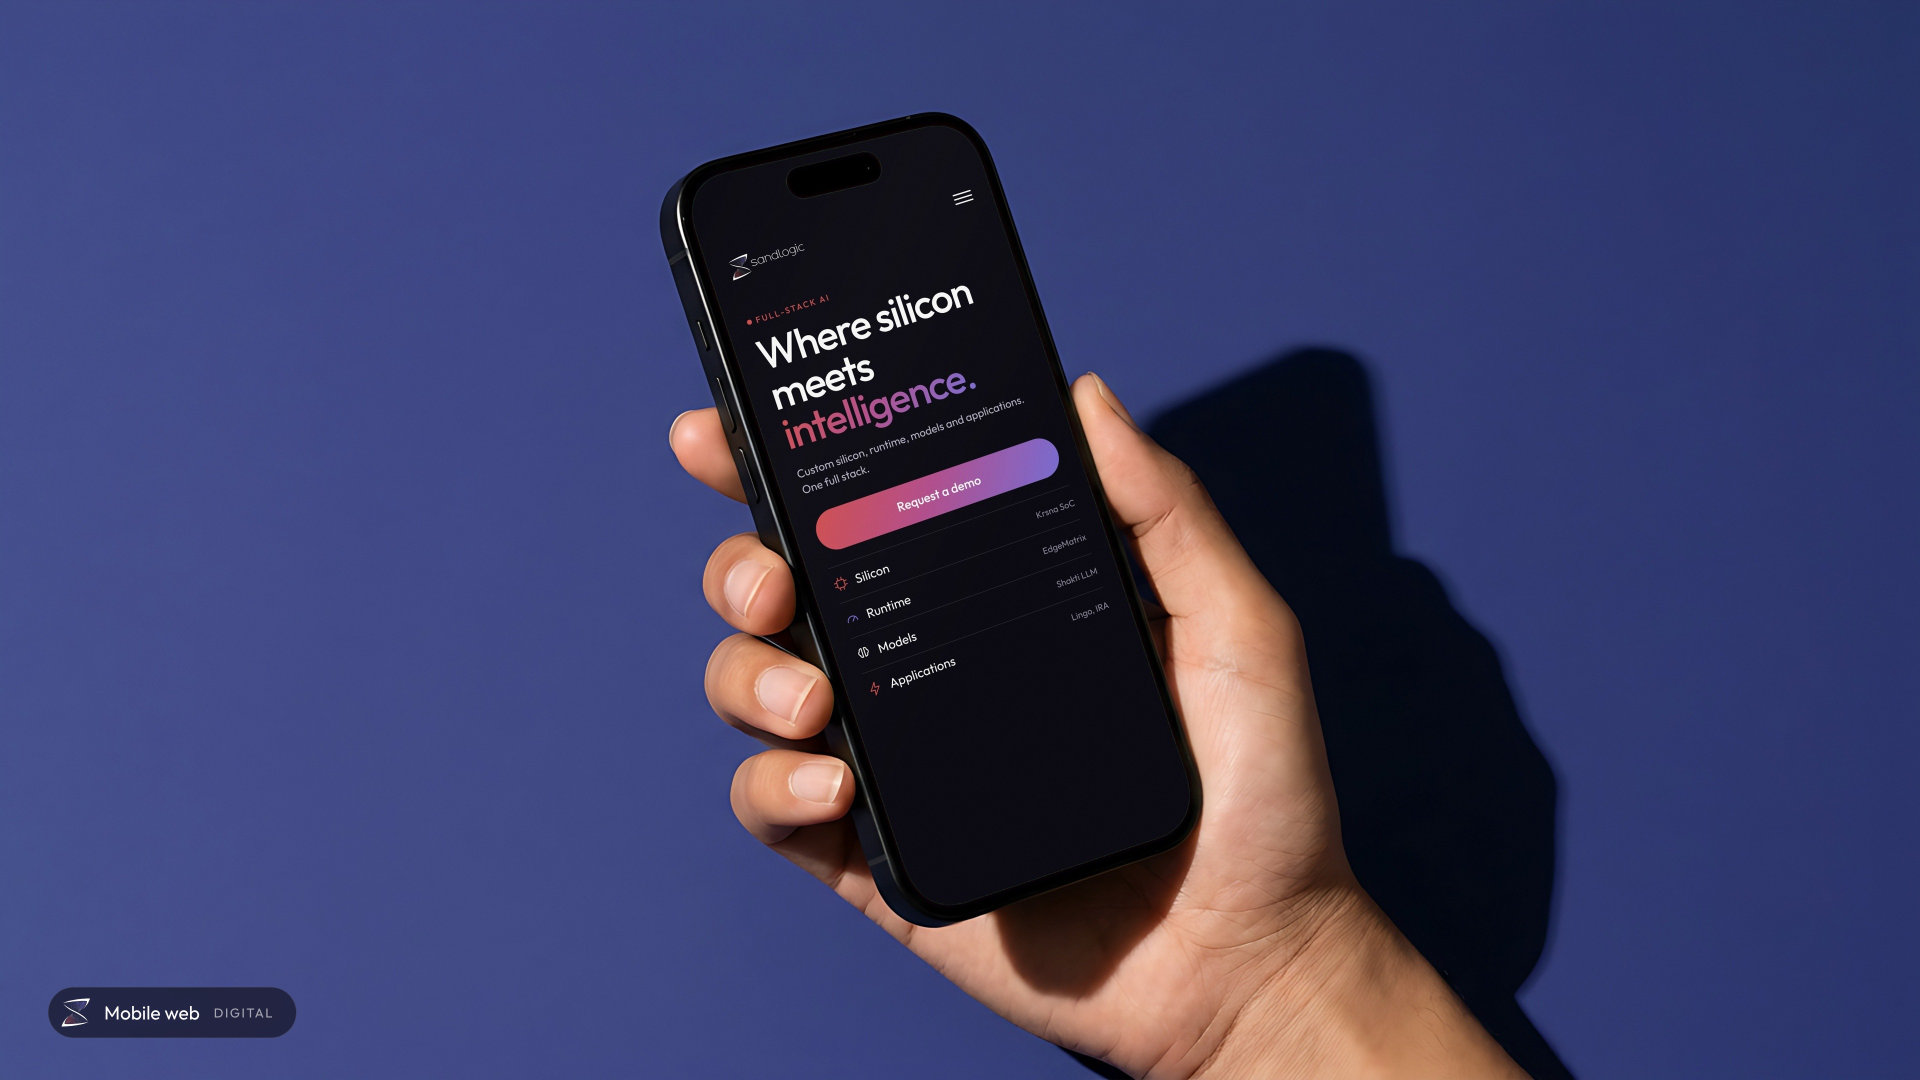 sandlogic
FULL-STACK AI
Where silicon
meets
intelligence.
Custom silicon, runtime, models and applications.
One full stack.
Request a demo
Silicon Krsna SoC
Runtime EdgeMatrix
Models Shakti LLM
Applications Lingo, IRA
Mobile web DIGITAL